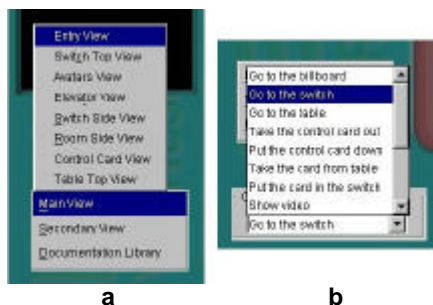 Entry View
Switch Top View
Avatars View
Elevator View
Switch Side View
Room Side View
Control Card View
Table Top View
Main View
Secondary View
Documentation Library
a
Go to the billboard
Go to the switch
Go to the table
Take the control card out
Put the control card down
Take the card from table
Put the card in the switch
Show video
Go to the switch
b